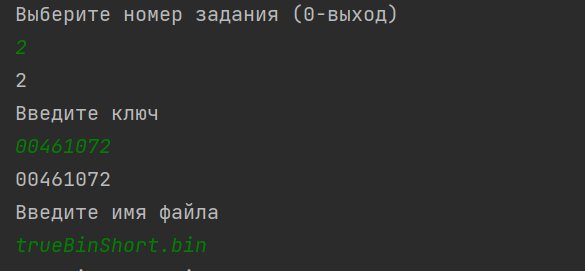 Выберите номер задания (0-выход)
2
2
Введите ключ
00461072
00461072
Введите имя файла
trueBinShort.bin